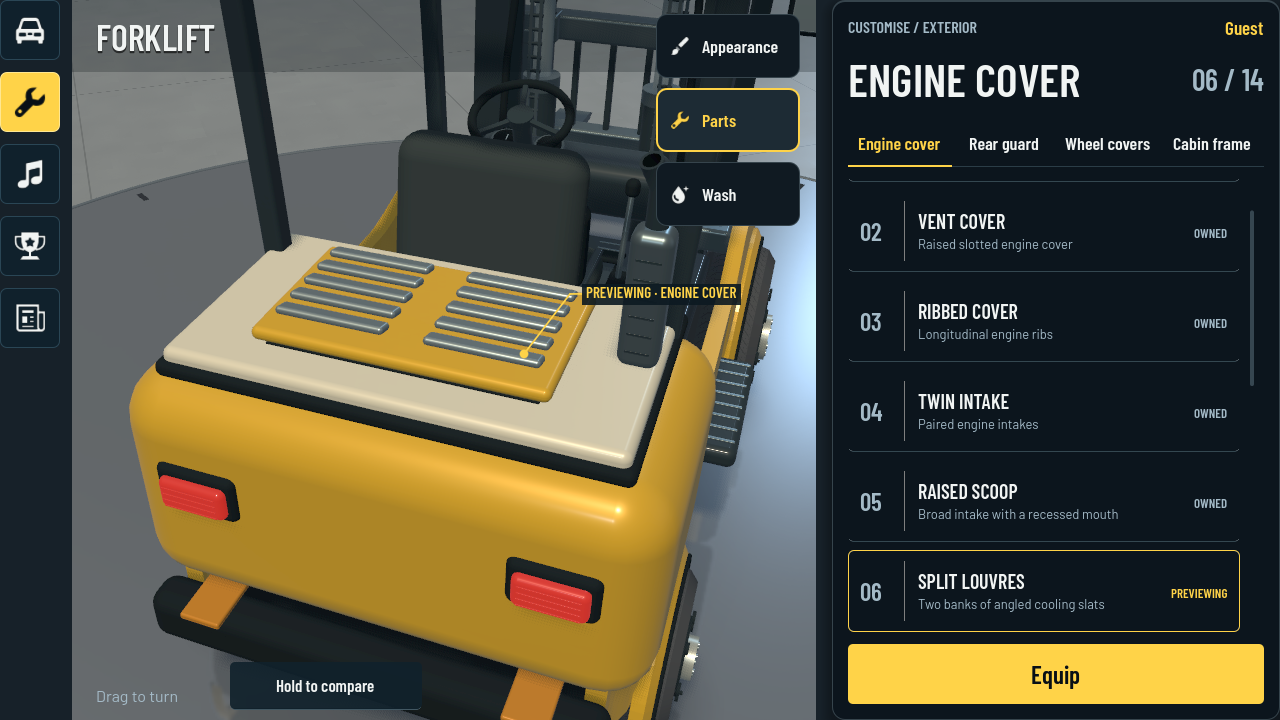 FORKLIFT
Appearance
Parts
Wash
PREVIEWING · ENGINE COVER
Hold to compare
Drag to turn
CUSTOMISE / EXTERIOR
Guest
ENGINE COVER
06 / 14
Engine cover
Rear guard
Wheel covers
Cabin frame
02
VENT COVER
Raised slotted engine cover
OWNED
03
RIBBED COVER
Longitudinal engine ribs
OWNED
04
TWIN INTAKE
Paired engine intakes
OWNED
05
RAISED SCOOP
Broad intake with a recessed mouth
OWNED
06
SPLIT LOUVRES
Two banks of angled cooling slats
PREVIEWING
Equip